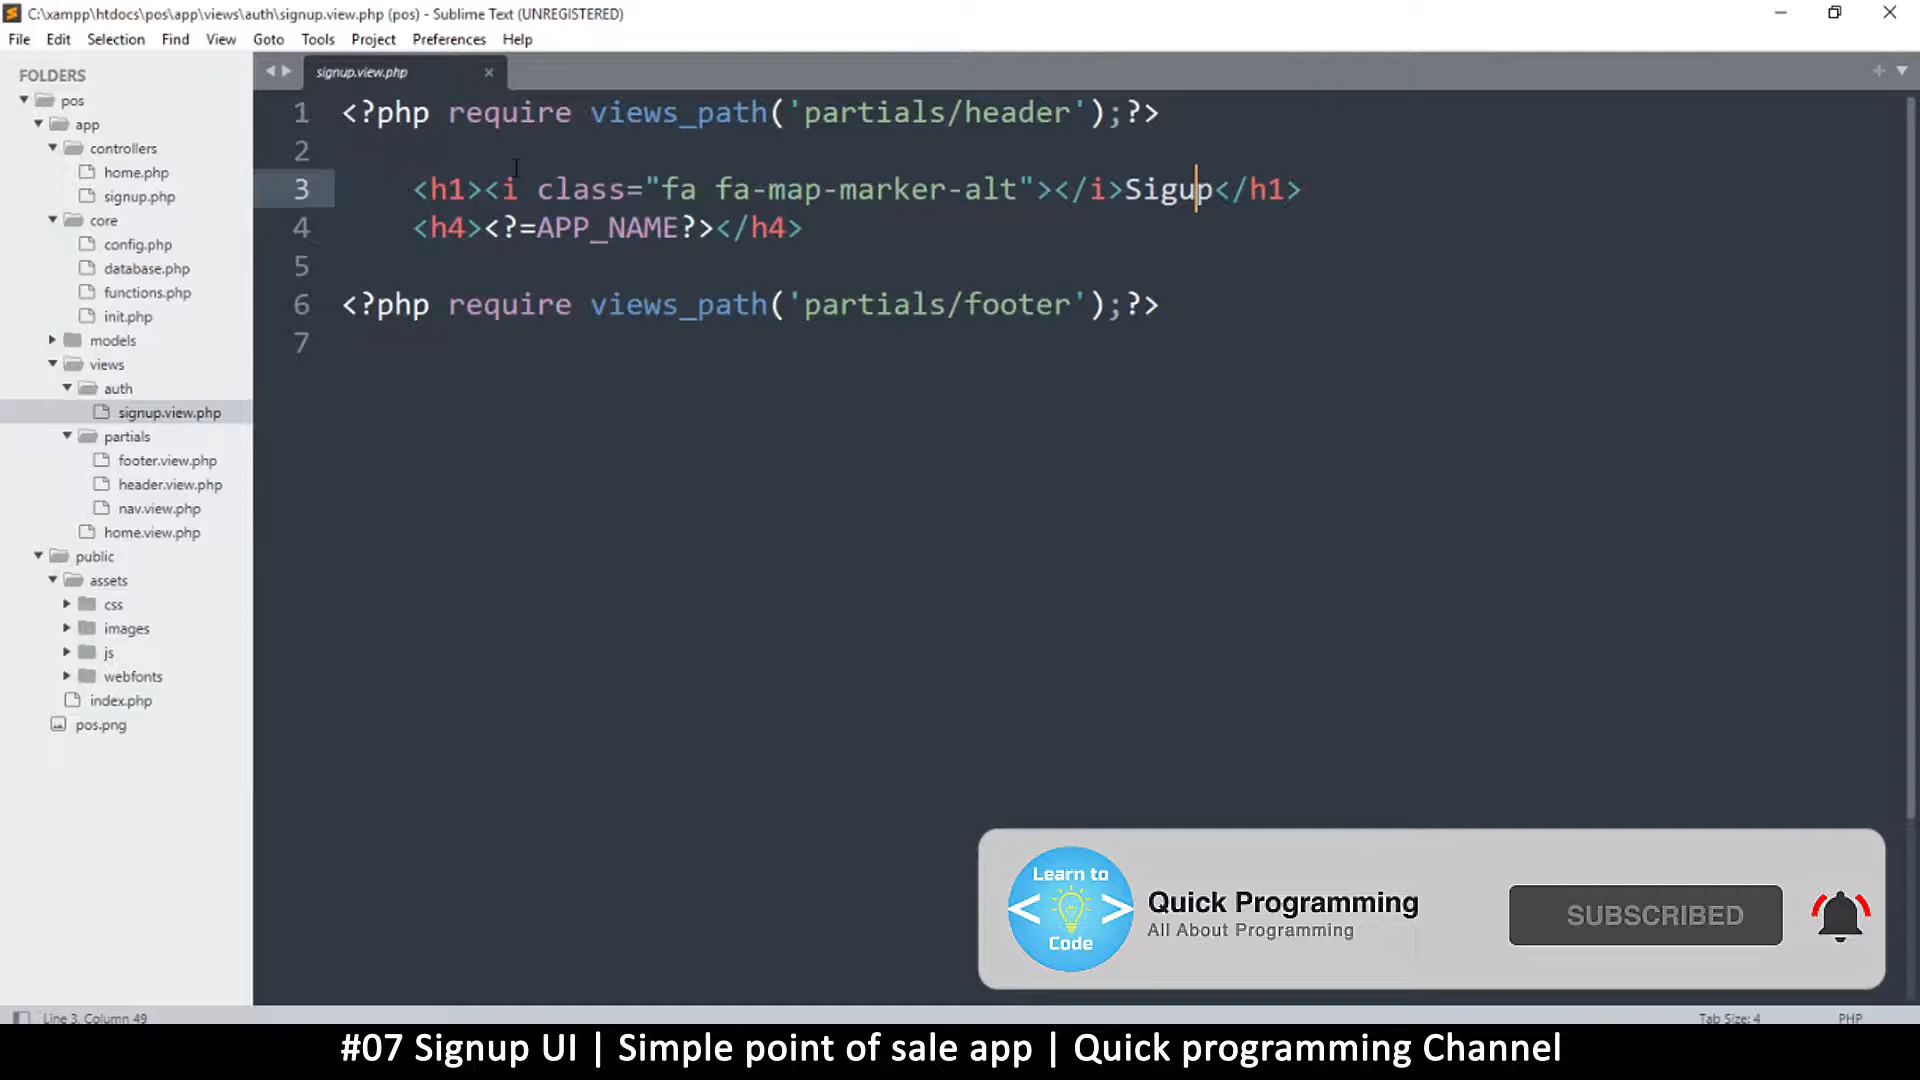 C:\xampp\htdocs\pos\app\views\auth\signup.view.php (pos) - Sublime Text (UNREGISTERED)
File Edit Selection Find View Goto Tools Project Preferences Help
FOLDERS
pos
app
controllers
home.php
signup.php
core
config.php
database.php
functions.php
init.php
models
views
auth
signup.view.php
partials
footer.view.php
header.view.php
nav.view.php
home.view.php
public
assets
css
images
js
webfonts
index.php
pos.png
signup.view.php
1 <?php require views_path('partials/header');?>
2
3 <h1><i class="fa fa-map-marker-alt"></i>Sigup</h1>
4 <h4><?=APP_NAME?></h4>
5
6 <?php require views_path('partials/footer');?>
7
Learn to
< >
Code
Quick Programming
All About Programming
SUBSCRIBED
Line 3, Column 49
Tab Size: 4 PHP
#07 Signup UI | Simple point of sale app | Quick programming Channel